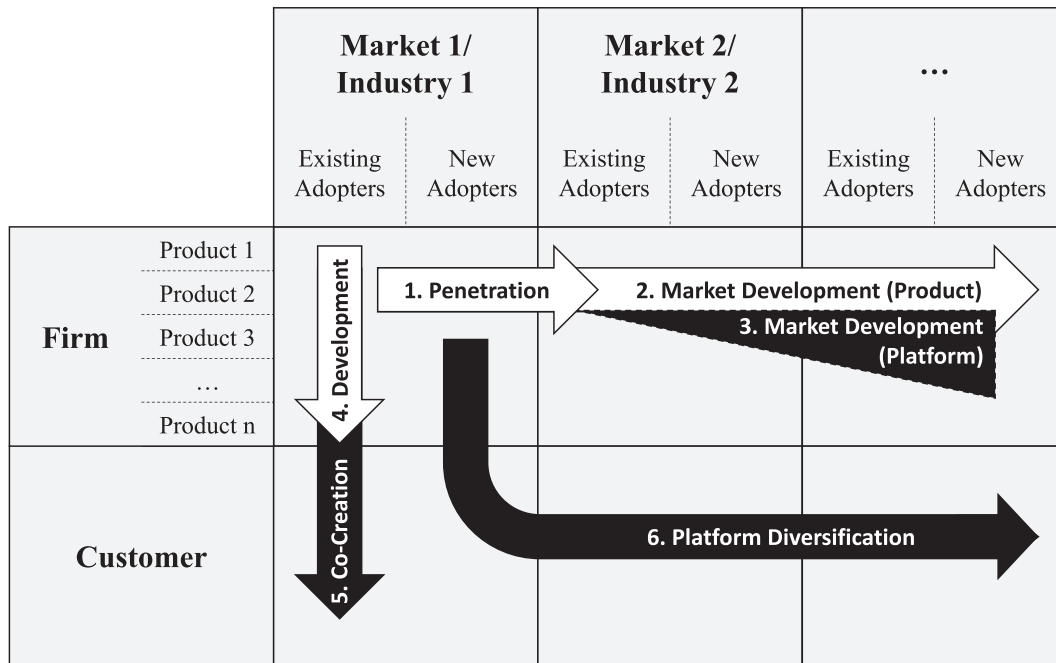 Market 1/
Industry 1
Market 2/
Industry 2
...
Existing
Adopters
New
Adopters
Existing
Adopters
New
Adopters
Existing
Adopters
New
Adopters
Firm
Product 1
Product 2
Product 3
...
Product n
1. Penetration
2. Market Development (Product)
3. Market Development
(Platform)
4. Development
Customer
5. Co-Creation
6. Platform Diversification